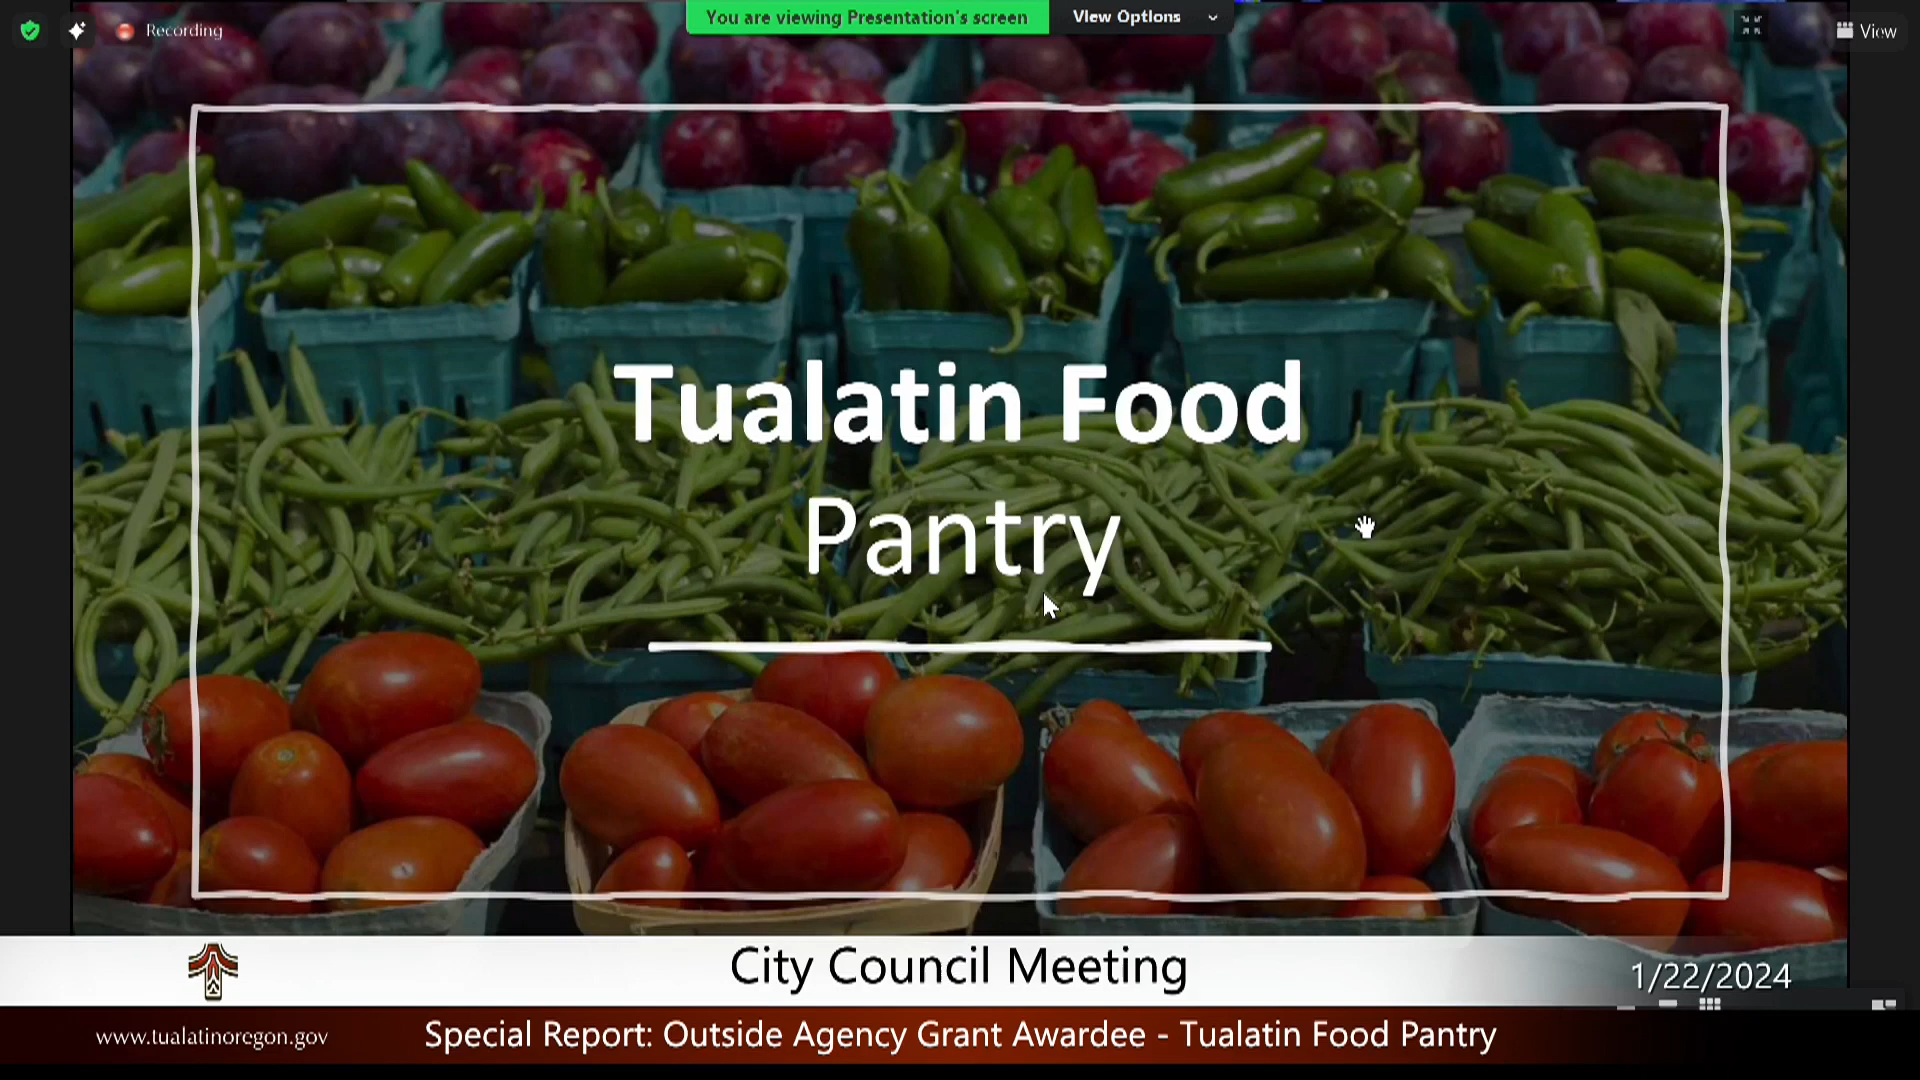 Recording
You are viewing Presentation's screen
View Options
View
Tualatin Food
Pantry
City Council Meeting
1/22/2024
www.tualatinoregon.gov
Special Report: Outside Agency Grant Awardee - Tualatin Food Pantry